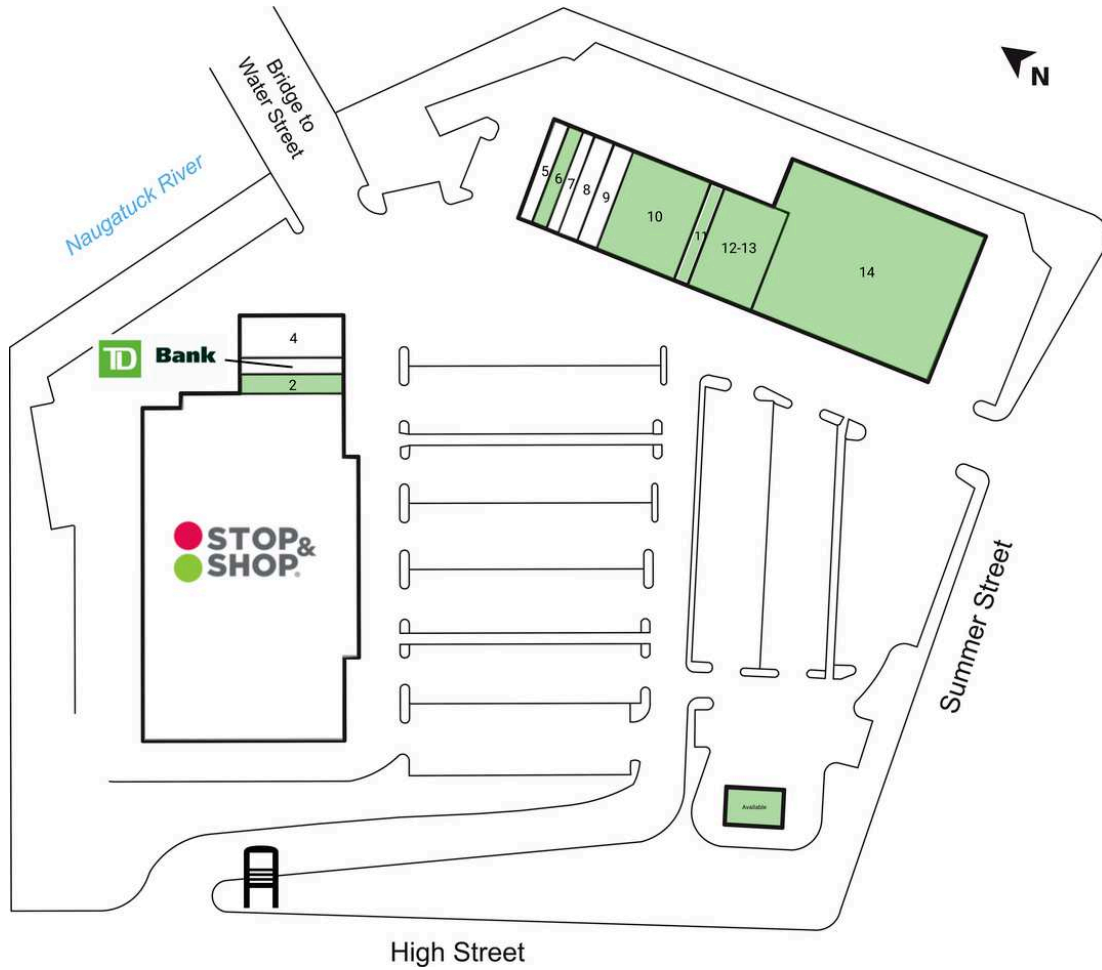 Bridge to
Water Street
N
Naugatuck River
5
6
7
8
9
10
11
12-13
14
TD Bank
4
2
STOP&
SHOP.
Summer Street
Available
High Street